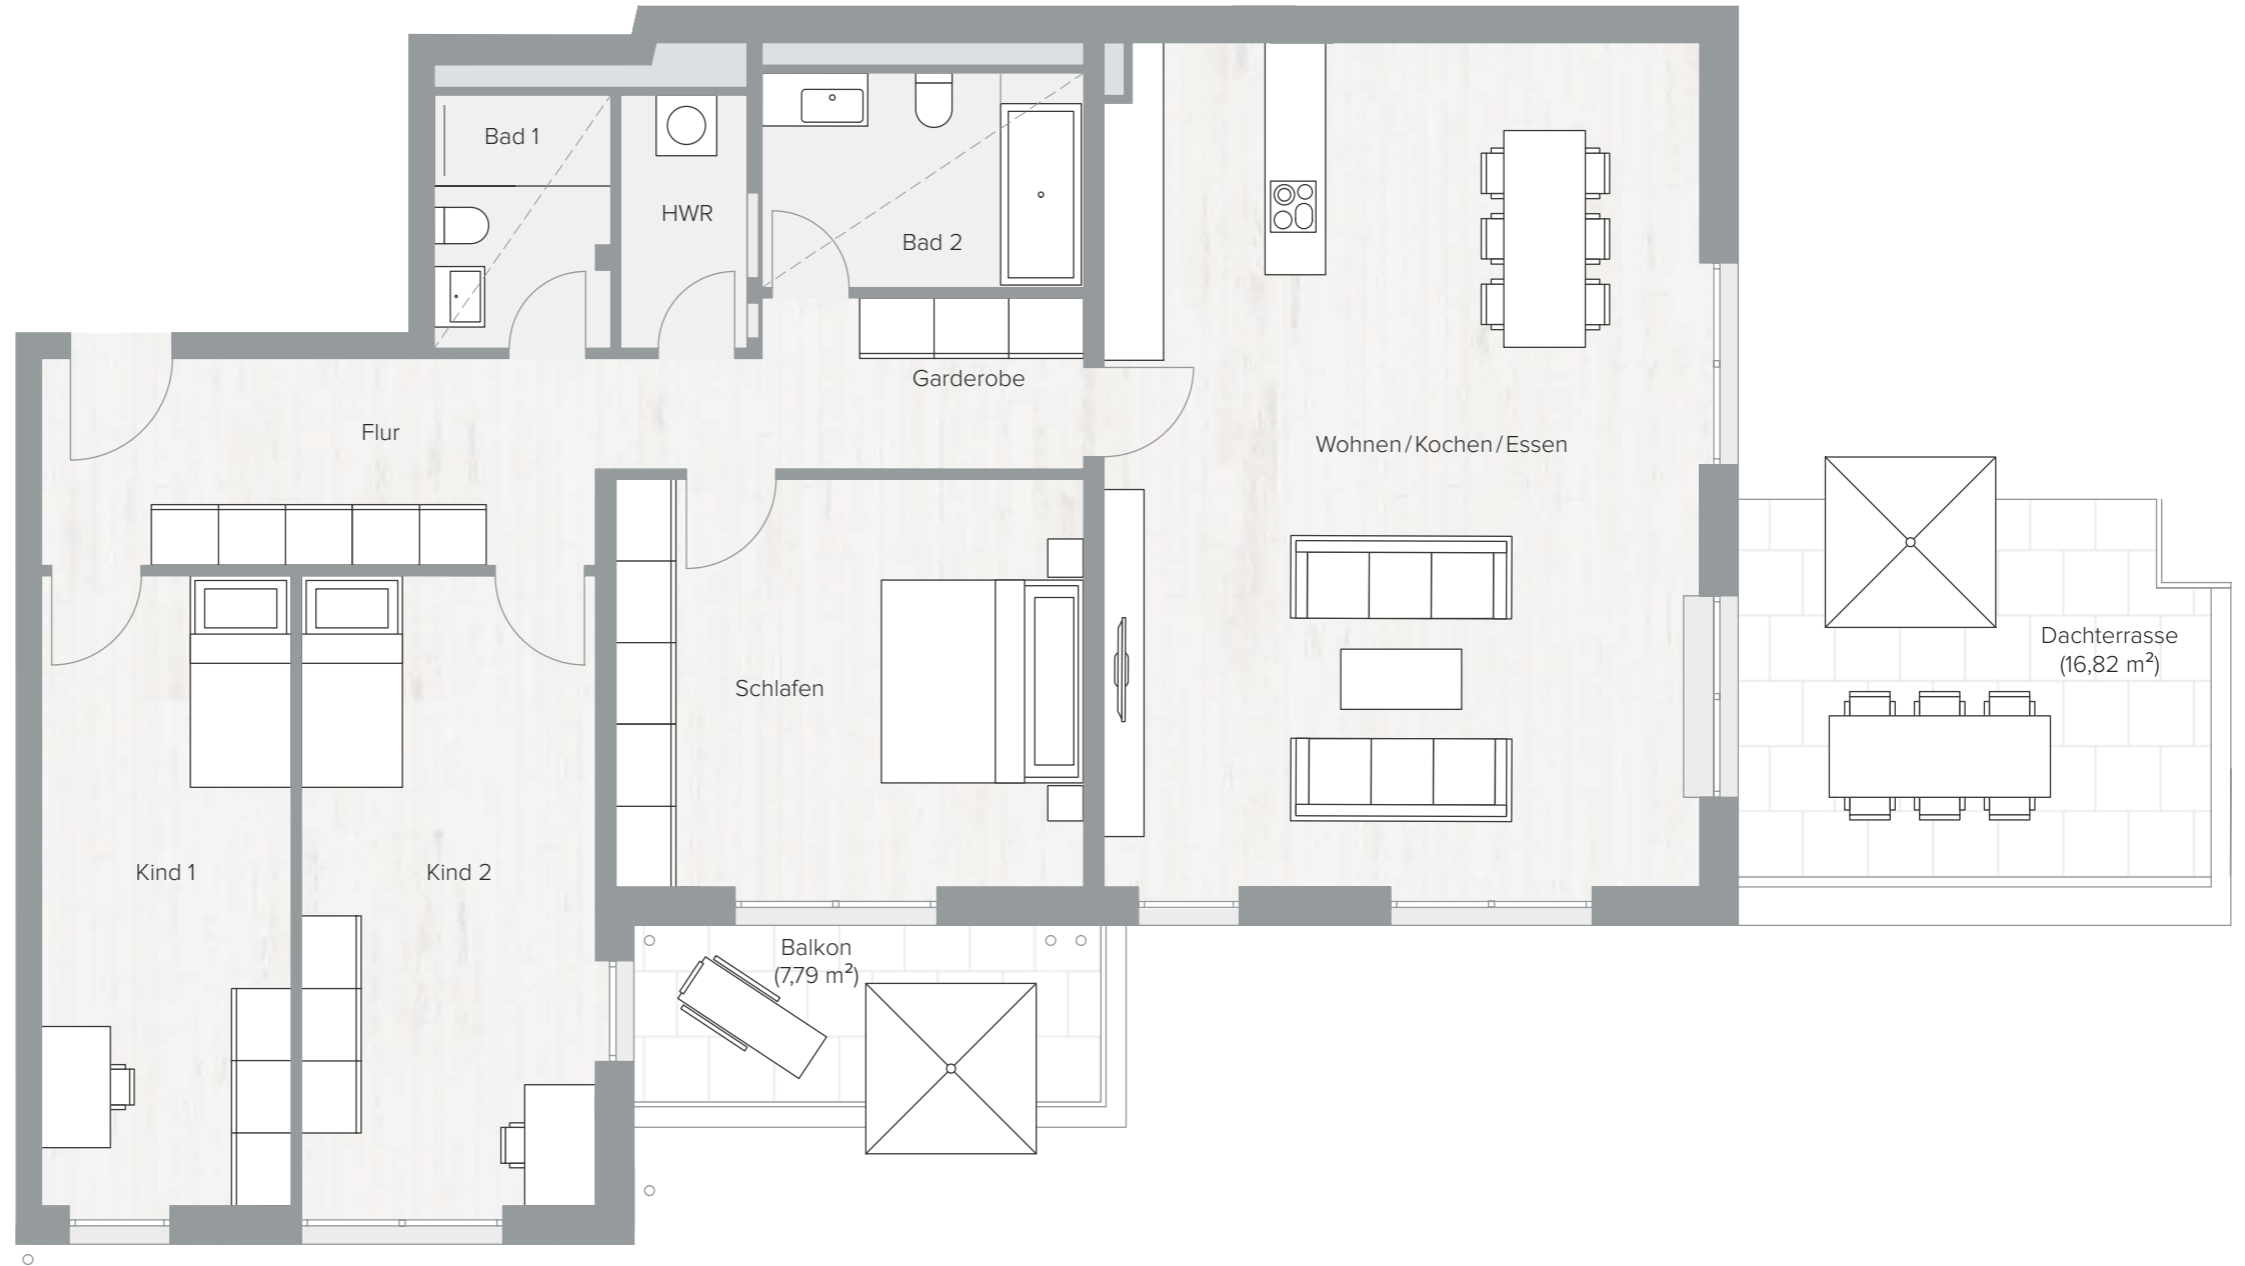 Bad 1
HWR
Bad 2
Garderobe
Flur
Wohnen/Kochen/Essen
Dachterrasse
(16,82 m²)
Schlafen
Kind 1
Kind 2
Balkon
(7,79 m²)